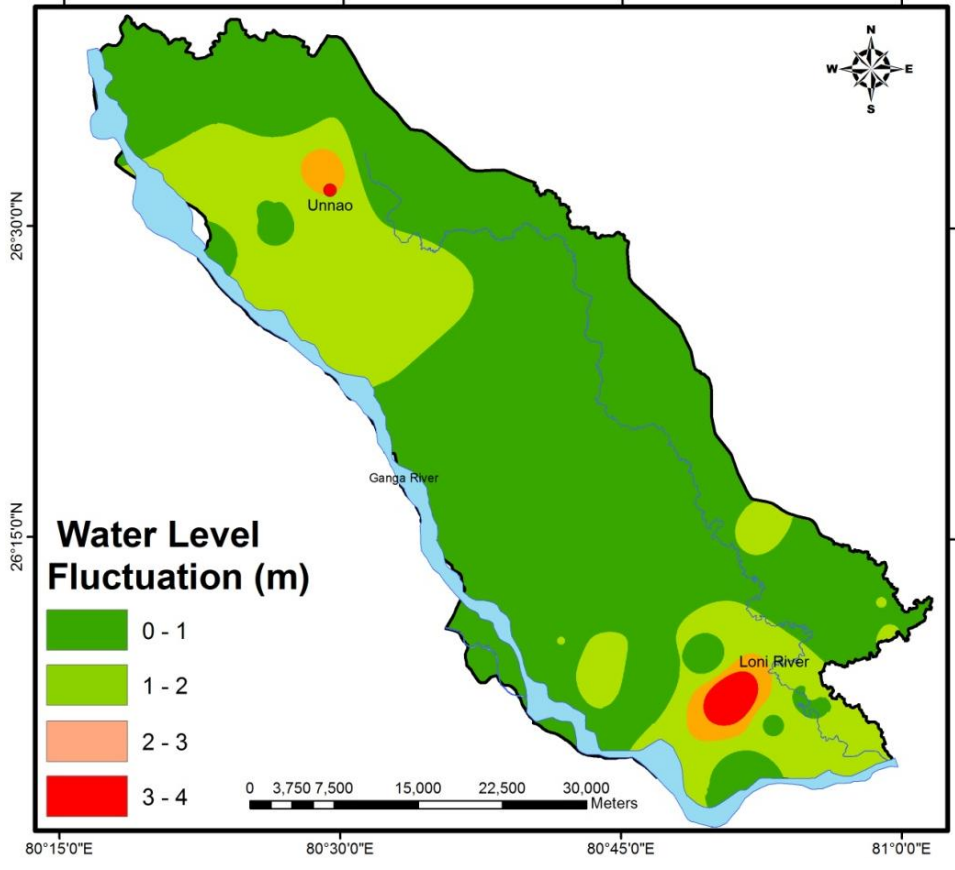 N
W E
S
Unnao
26°30'0"N
Ganga River
26°15'0"N
Water Level
Fluctuation (m)
0 - 1
1 - 2
2 - 3
3 - 4
Loni River
0 3,750 7,500 15,000 22,500 30,000
Meters
80°15'0"E 80°30'0"E 80°45'0"E 81°0'0"E